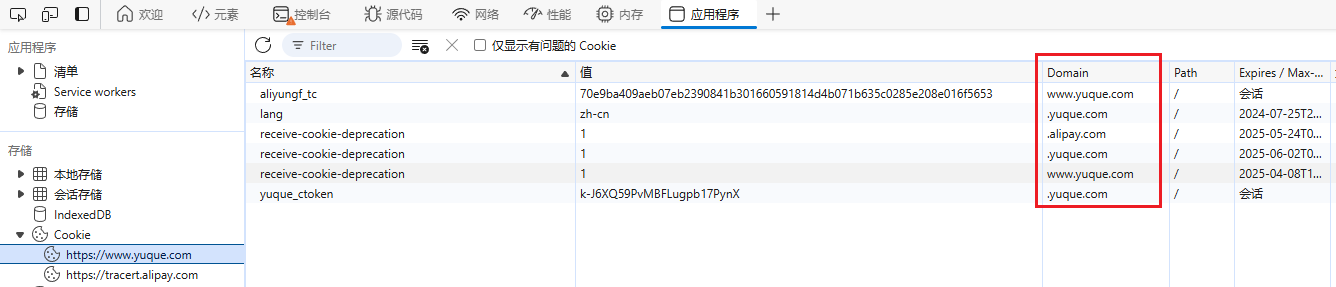 欢迎 元素 控制台 源代码 网络 性能 内存 应用程序
应用程序
清单
Service workers
存储
存储
本地存储
会话存储
IndexedDB
Cookie
https://www.yuque.com
https://tracert.alipay.com
Filter 仅显示有问题的 Cookie
名称 值 Domain Path Expires / Max-...
aliyungf_tc 70e9ba409aeb07eb2390841b301660591814d4b071b635c0285e208e016f5653 www.yuque.com / 会话
lang zh-cn .yuque.com / 2024-07-25T2...
receive-cookie-deprecation 1 .alipay.com / 2025-05-24T0...
receive-cookie-deprecation 1 .yuque.com / 2025-06-02T0...
receive-cookie-deprecation 1 www.yuque.com / 2025-04-08T1...
yuque_ctoken k-J6XQ59PvMBFLugpb17PynX .yuque.com / 会话